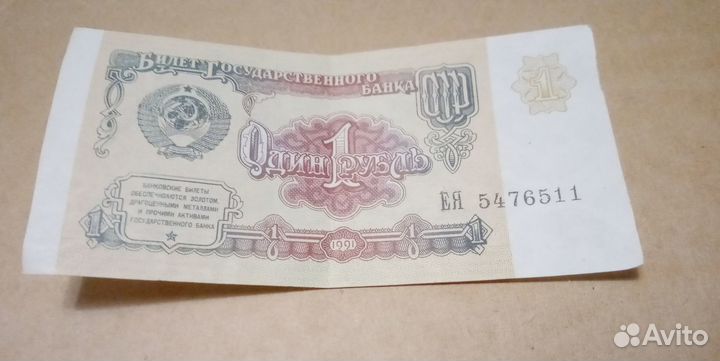 Билет Государственного
Банка СССР
1
Один рубль
1
Банковские билеты
обеспечиваются золотом,
драгоценными металлами
и прочими активами
Государственного банка
ЕЯ 5476511
1
1
1991
1
1
Avito